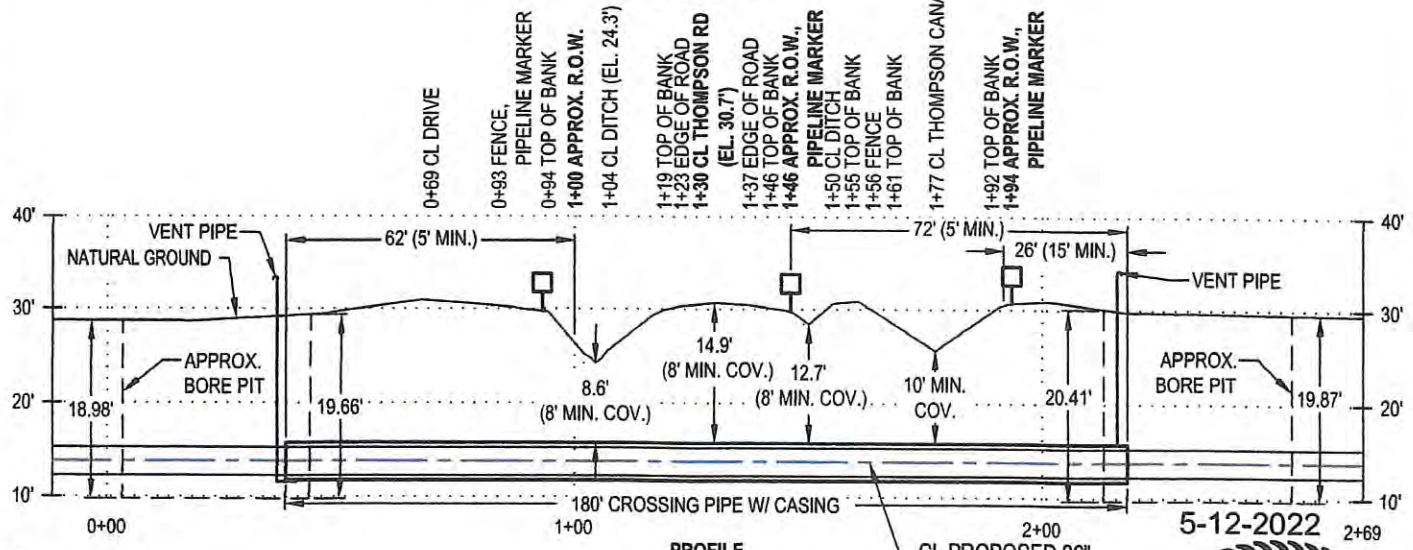 0+69 CL DRIVE
0+93 FENCE,
PIPELINE MARKER
0+94 TOP OF BANK
1+00 APPROX. R.O.W.
1+04 CL DITCH (EL. 24.3')
1+19 TOP OF BANK
1+23 EDGE OF ROAD
1+30 CL THOMPSON RD
(EL. 30.7')
1+37 EDGE OF ROAD
1+46 TOP OF BANK
1+46 APPROX. R.O.W.,
PIPELINE MARKER
1+50 CL DITCH
1+55 TOP OF BANK
1+56 FENCE
1+61 TOP OF BANK
1+77 CL THOMPSON
1+92 TOP OF BANK
1+94 APPROX. R.O.W.,
PIPELINE MARKER
40'
40'
VENT PIPE
62' (5' MIN.)
72' (5' MIN.)
26' (15' MIN.)
NATURAL GROUND
VENT PIPE
30'
30'
APPROX.
BORE PIT
14.9'
(8' MIN. COV.)
12.7'
(8' MIN. COV.)
10' MIN.
COV.
APPROX.
BORE PIT
8.6'
(8' MIN. COV.)
20'
18.98'
19.66'
20.41'
19.87'
20'
10'
10'
180' CROSSING PIPE W/ CASING
0+00
1+00
2+00
5-12-2022
2+69
PROFILE
CL PROPOSED